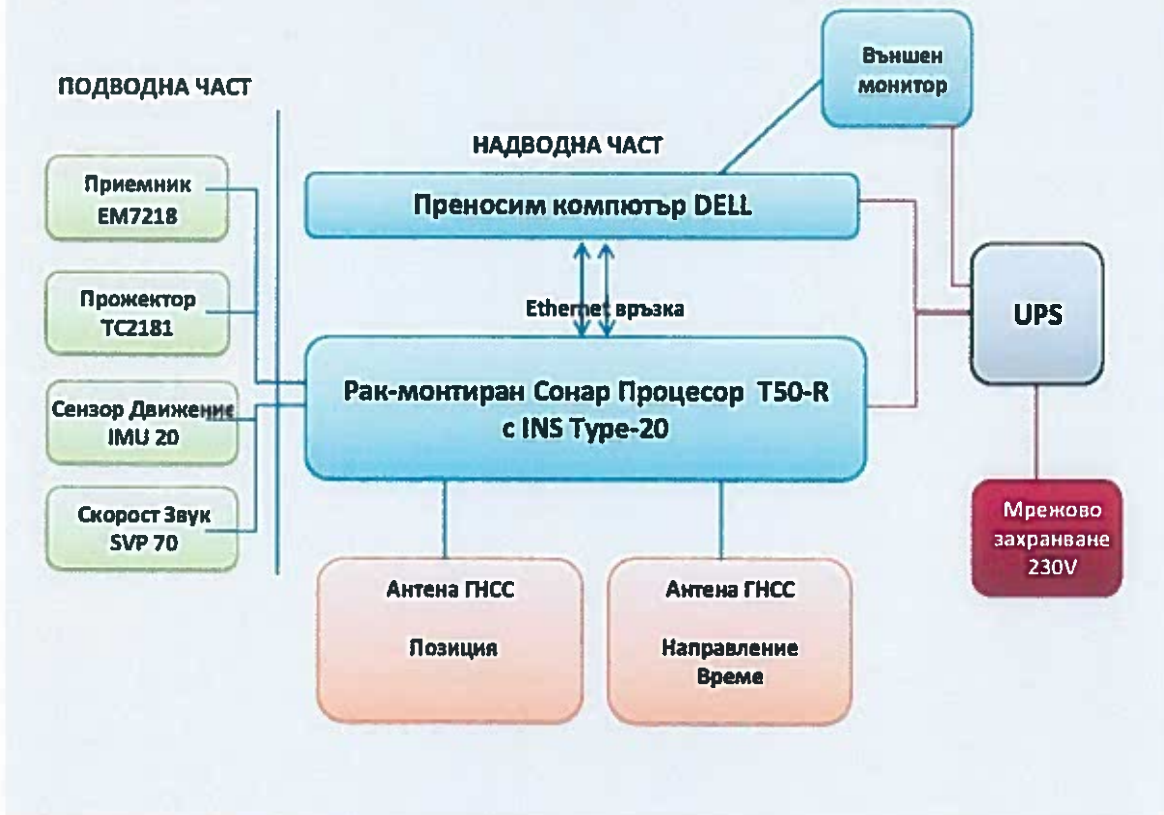 Външен
монитор
ПОДВОДНА ЧАСТ
НАДВОДНА ЧАСТ
Приемник
EM7218
Преносим компютър DELL
Прожектор
TC2181
Ethernet връзка
UPS
Рак-монтиран Сонар Процесор T50-R
с INS Type-20
Сензор Движение
IMU 20
Скорост Звук
SVP 70
Мрежово
захранване
230V
Антена ГНСС
Позиция
Антена ГНСС
Направление
Време